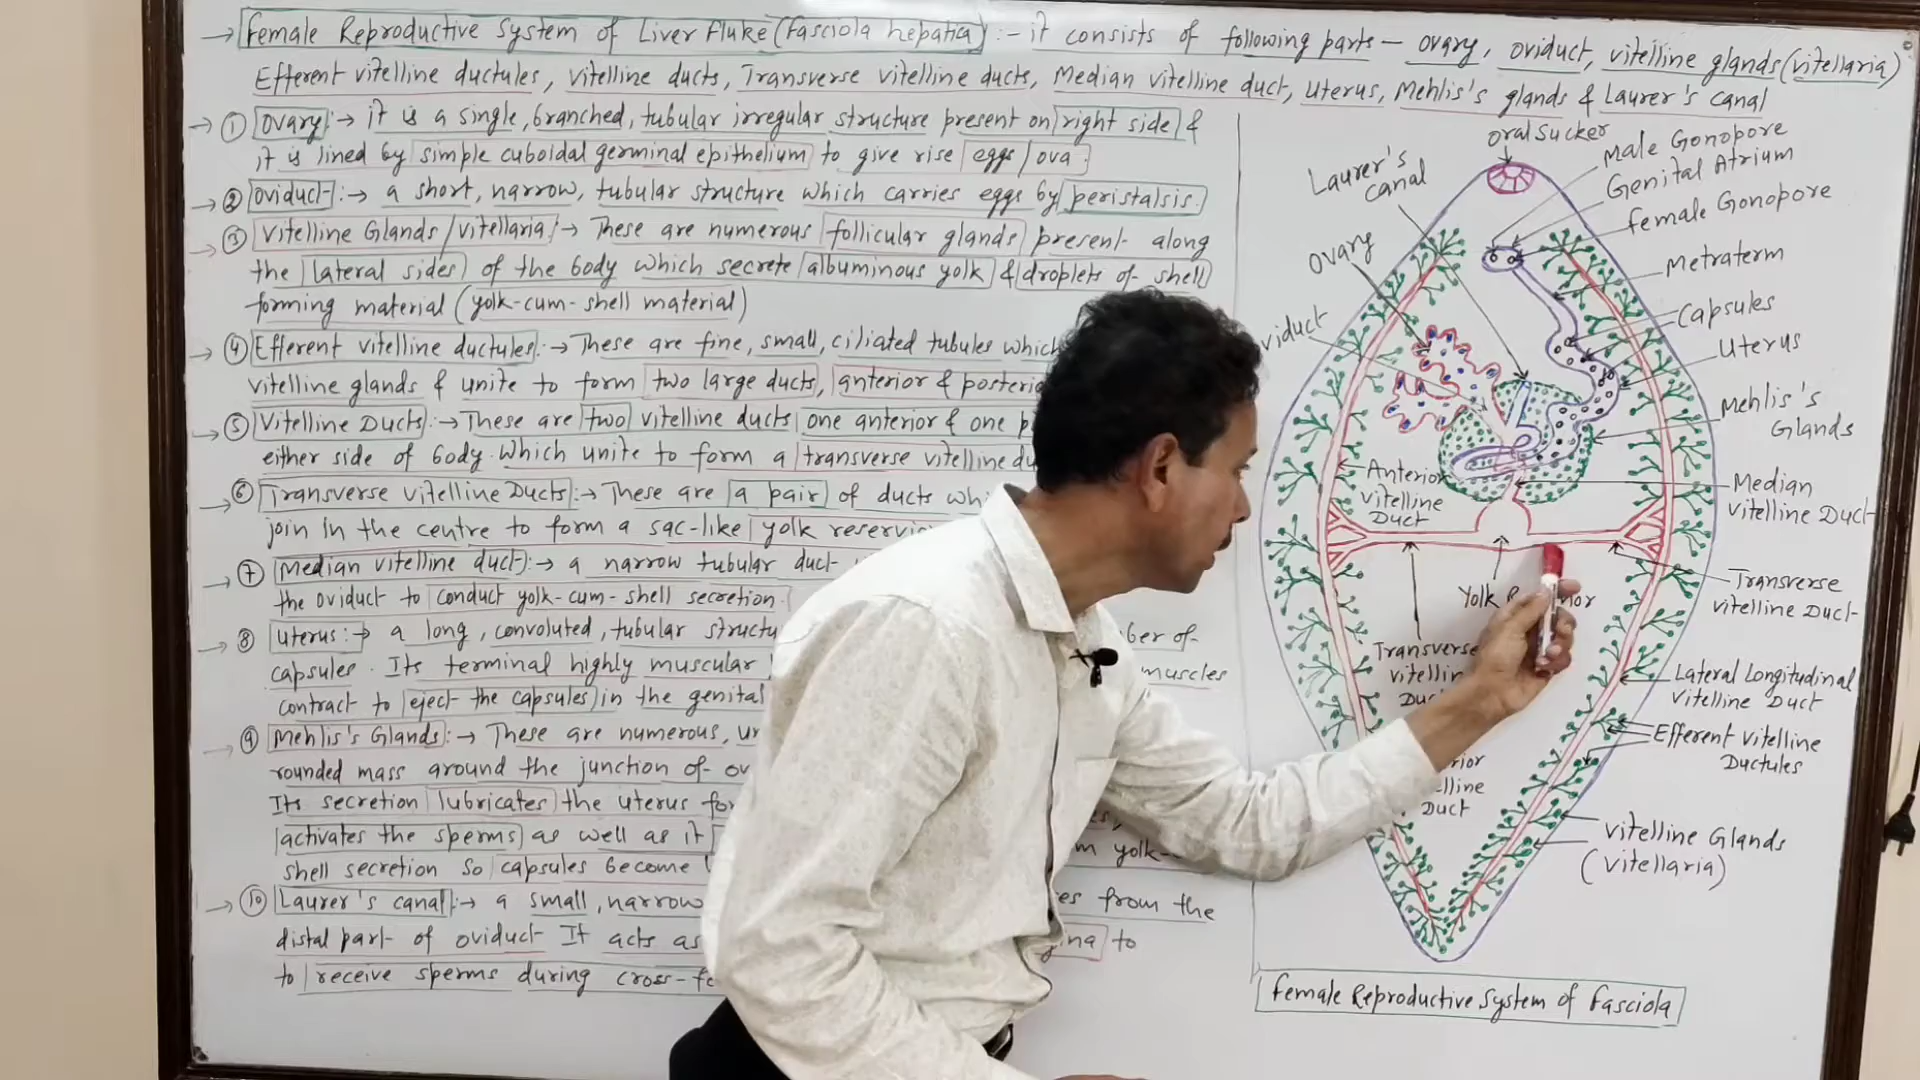 → Female Reproductive System of Liver Fluke (Fasciola hepatica) :- it consists of following parts — ovary, oviduct, vitelline glands (vitellaria)
Efferent vitelline ductules, vitelline ducts, Transverse vitelline ducts, Median vitelline duct, uterus, Mehlis's glands & Laurer's canal
→ ① Ovary :→ it is a single, branched, tubular irregular structure present on right side &
it is lined by simple cuboidal germinal epithelium to give rise eggs/ova.
→ ② oviduct :→ a short, narrow, tubular structure which carries eggs by peristalsis.
→ ③ Vitelline Glands/vitellaria :→ These are numerous follicular glands present along
the lateral sides of the body which secrete albuminous yolk & droplets of shell
forming material (yolk-cum-shell material)
→ ④ Efferent vitelline ductules :→ These are fine, small, ciliated tubules which
vitelline glands & unite to form two large ducts, anterior &
→ ⑤ Vitelline Ducts :→ These are two vitelline ducts one anterior & one
either side of body. Which unite to form a transverse vitelline
→ ⑥ Transverse vitelline Ducts :→ These are a pair of ducts
join in the centre to form a sac-like yolk
→ ⑦ Median vitelline duct :→ a narrow tubular duct
the oviduct to conduct yolk-cum-shell secretion.
→ ⑧ uterus :→ a long, convoluted, tubular of
capsules. Its terminal highly muscular muscles
contract to eject the capsules in the genital
→ ⑨ Mehlis's Glands :→ These are numerous,
rounded mass around the junction of
Its secretion lubricates the uterus
activates the sperms as well as it
shell secretion so capsules become
→ ⑩ Laurer's canal :→ a small, narrow from the
distal part of oviduct It acts as to
to receive sperms during
oral sucker
Male Gonopore
Genital Atrium
female Gonopore
Laurer's
canal
Ovary
Metraterm
Capsules
Uterus
Mehlis's
Glands
Anterior
vitelline
Duct
Median
vitelline Duct
Yolk
Transverse
vitelline Duct
Transverse
Lateral Longitudinal
Vitelline Duct
Efferent vitelline
Ductules
Duct
Vitelline Glands
(vitellaria)
Female Reproductive System of Fasciola